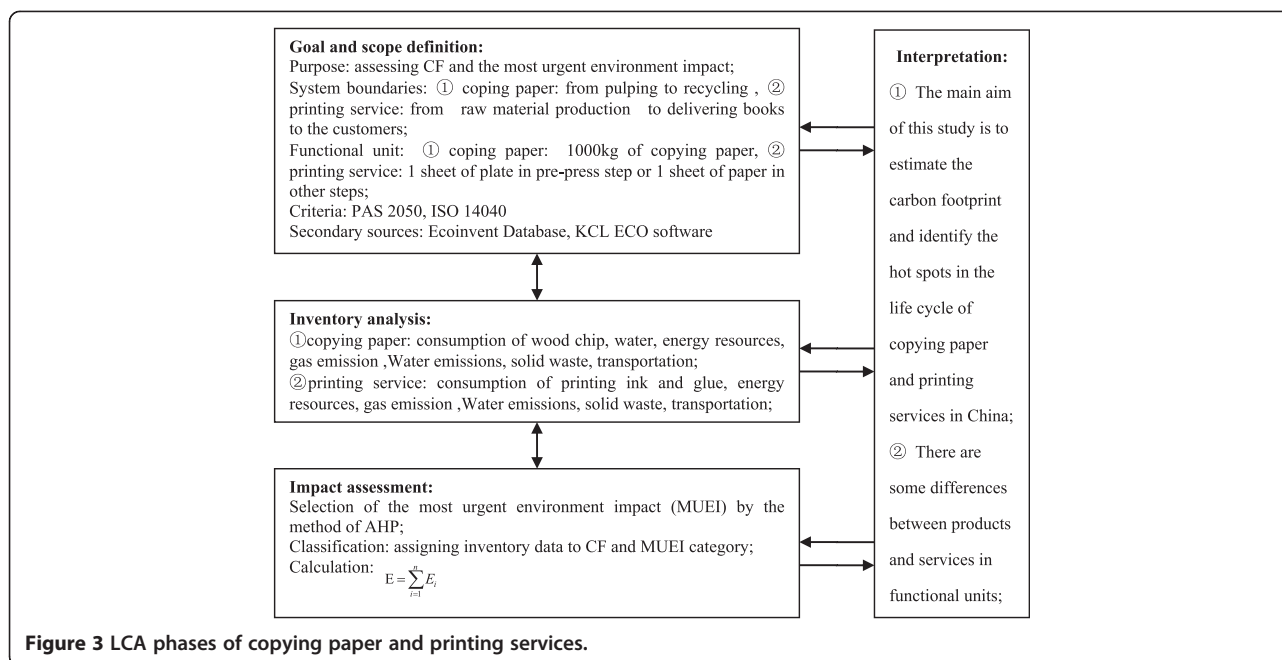 Goal and scope definition:
Purpose: assessing CF and the most urgent environment impact;
System boundaries: ① coping paper: from pulping to recycling , ②
printing service: from raw material production to delivering books
to the customers;
Functional unit: ① coping paper: 1000kg of copying paper, ②
printing service: 1 sheet of plate in pre-press step or 1 sheet of paper in
other steps;
Criteria: PAS 2050, ISO 14040
Secondary sources: Ecoinvent Database, KCL ECO software
Inventory analysis:
①copying paper: consumption of wood chip, water, energy resources,
gas emission ,Water emissions, solid waste, transportation;
②printing service: consumption of printing ink and glue, energy
resources, gas emission ,Water emissions, solid waste, transportation;
Impact assessment:
Selection of the most urgent environment impact (MUEI) by the
method of AHP;
Classification: assigning inventory data to CF and MUEI category;
Calculation: E = ∑_{i=1}^{n} E_i
Interpretation:
① The main aim
of this study is to
estimate the
carbon footprint
and identify the
hot spots in the
life cycle of
copying paper
and printing
services in China;
② There are
some differences
between products
and services in
functional units;
Figure 3 LCA phases of copying paper and printing services.